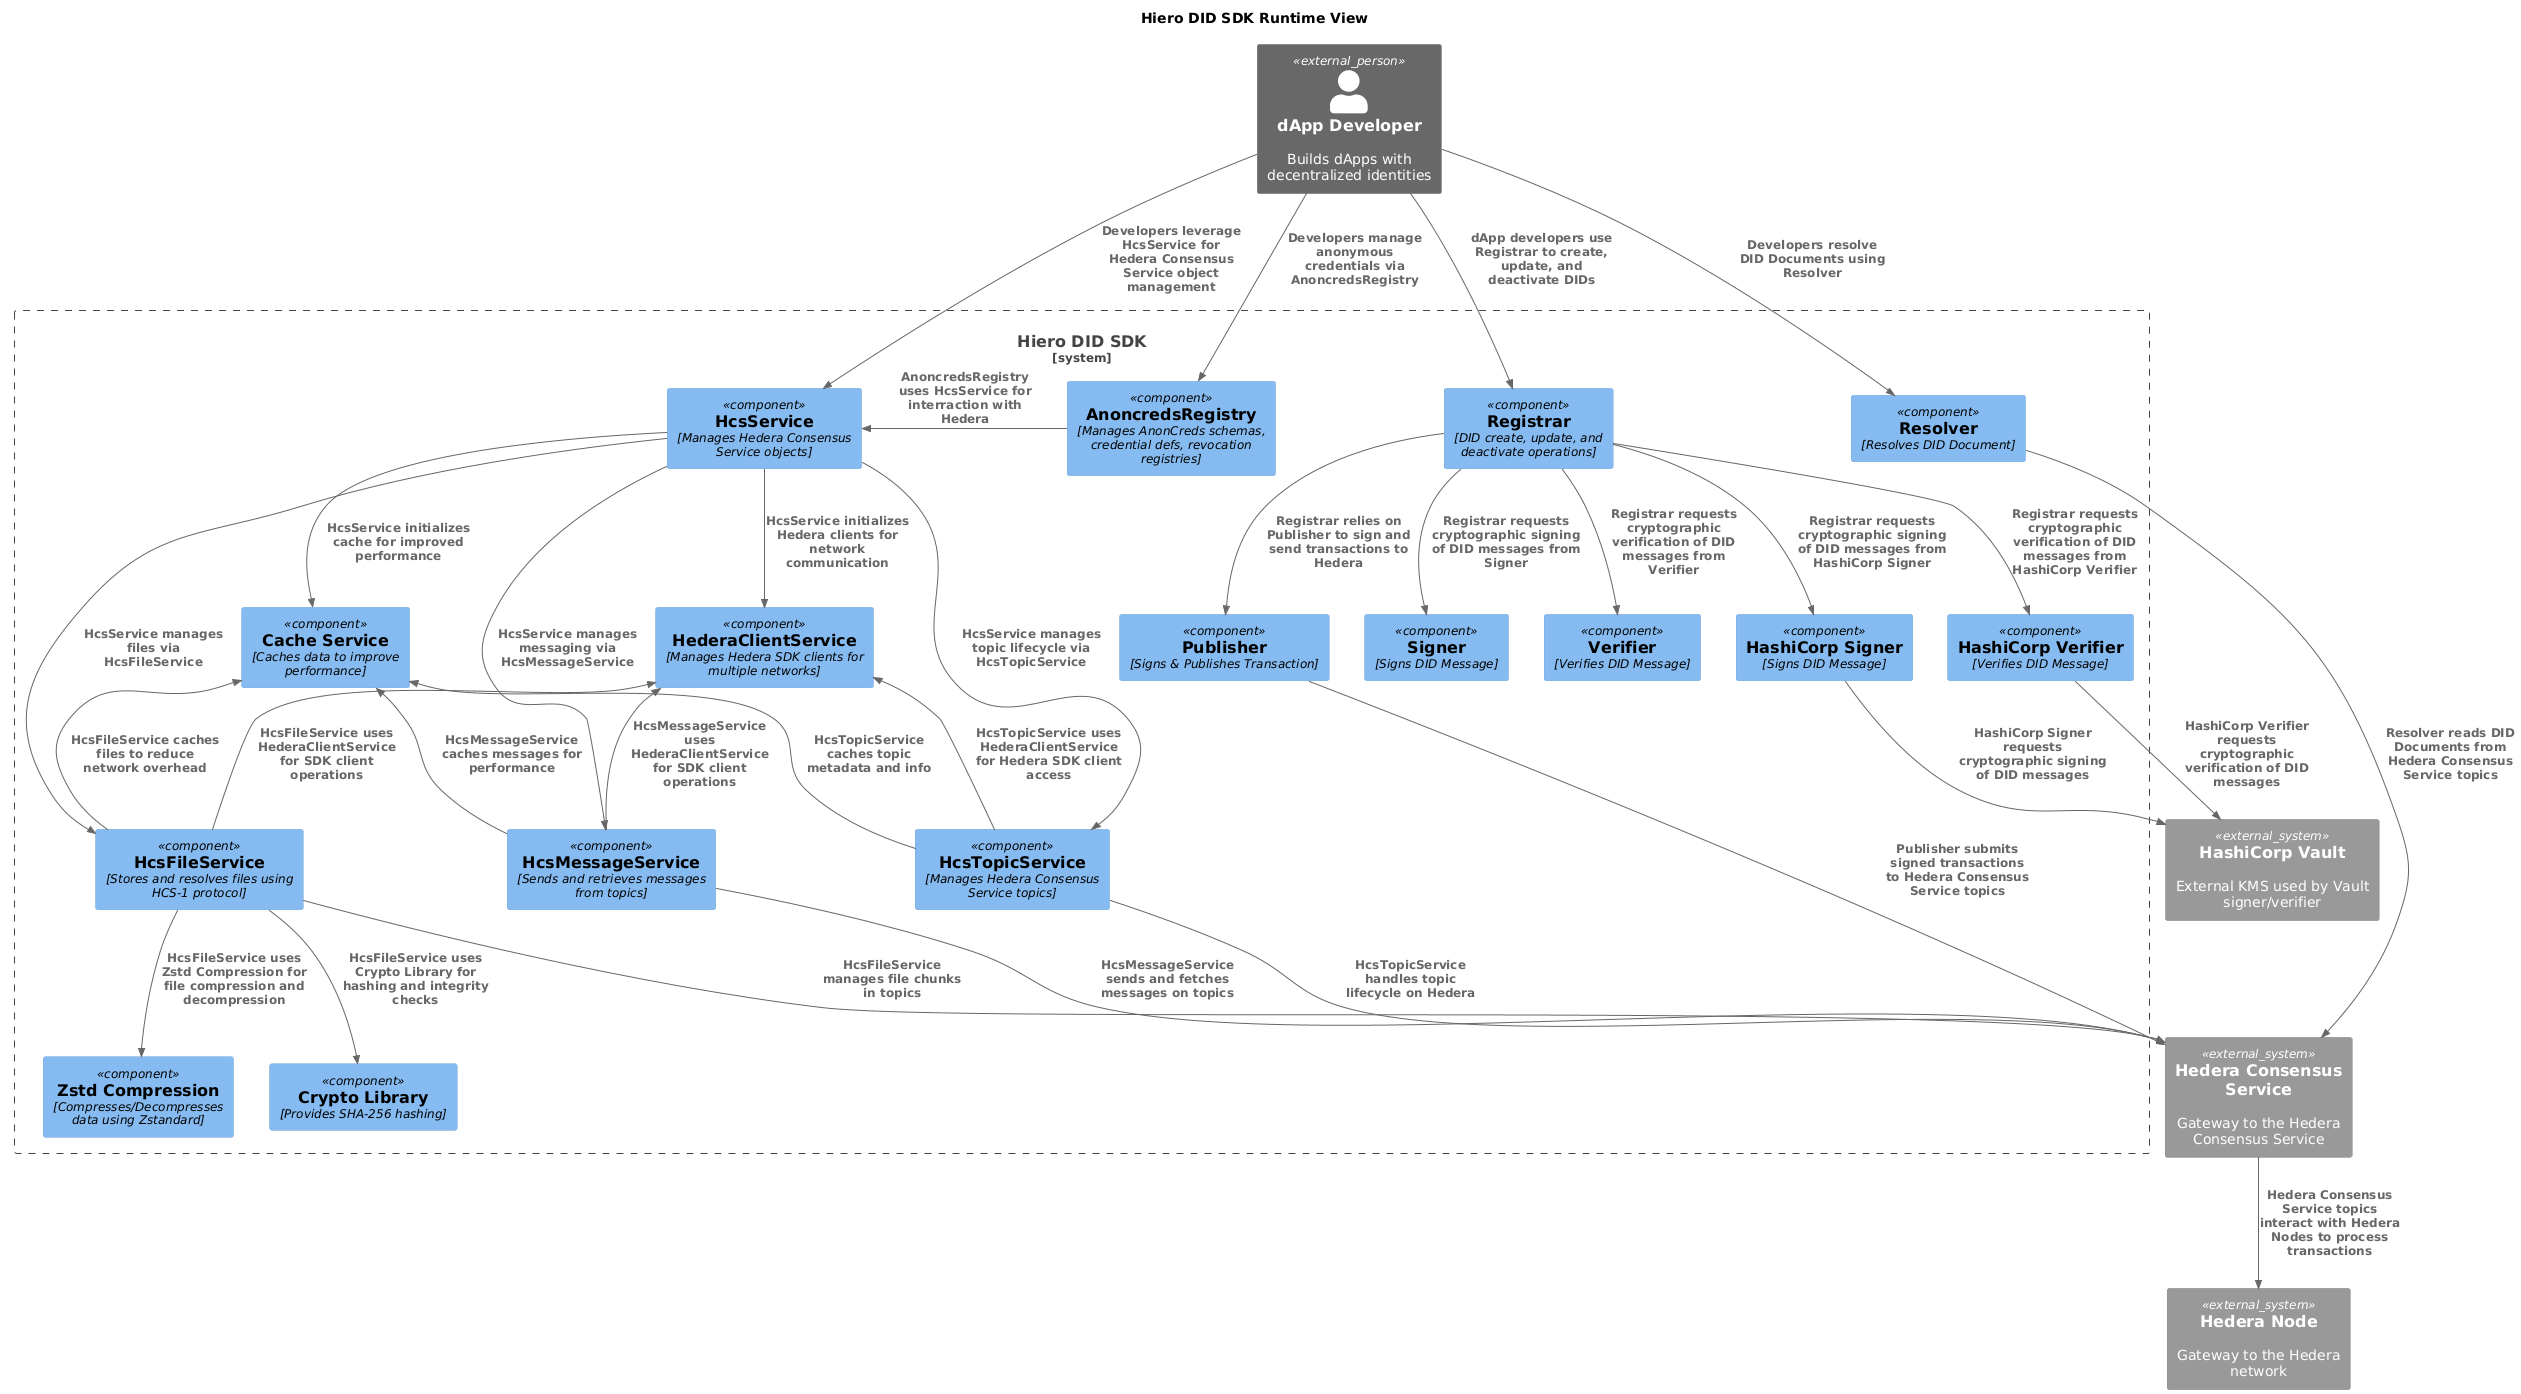 Hiero DID SDK Runtime View
«external_person»
dApp Developer
Builds dApps with
decentralized identities
Developers leverage
HcsService for
Hedera Consensus
Service object
management
Developers manage
anonymous
credentials via
AnoncredsRegistry
dApp developers use
Registrar to create,
update, and
deactivate DIDs
Developers resolve
DID Documents using
Resolver
Hiero DID SDK
[system]
«component»
HcsService
[Manages Hedera Consensus
Service objects]
AnoncredsRegistry
uses HcsService for
interraction with
Hedera
«component»
AnoncredsRegistry
[Manages AnonCreds schemas,
credential defs, revocation
registries]
«component»
Registrar
[DID create, update, and
deactivate operations]
«component»
Resolver
[Resolves DID Document]
HcsService initializes
cache for improved
performance
HcsService initializes
Hedera clients for
network
communication
Registrar relies on
Publisher to sign and
send transactions to
Hedera
Registrar requests
cryptographic signing
of DID messages from
Signer
Registrar requests
cryptographic
verification of DID
messages from
Verifier
Registrar requests
cryptographic signing
of DID messages from
HashiCorp Signer
Registrar requests
cryptographic
verification of DID
messages from
HashiCorp Verifier
HcsService manages
files via
HcsFileService
«component»
Cache Service
[Caches data to improve
performance]
HcsService manages
messaging via
HcsMessageService
«component»
HederaClientService
[Manages Hedera SDK clients for
multiple networks]
HcsService manages
topic lifecycle via
HcsTopicService
«component»
Publisher
[Signs & Publishes Transaction]
«component»
Signer
[Signs DID Message]
«component»
Verifier
[Verifies DID Message]
«component»
HashiCorp Signer
[Signs DID Message]
«component»
HashiCorp Verifier
[Verifies DID Message]
HcsFileService caches
files to reduce
network overhead
HcsFileService uses
HederaClientService
for SDK client
operations
HcsMessageService
caches messages for
performance
HcsMessageService
uses
HederaClientService
for SDK client
operations
HcsTopicService
caches topic
metadata and info
HcsTopicService uses
HederaClientService
for Hedera SDK client
access
HashiCorp Signer
requests
cryptographic signing
of DID messages
HashiCorp Verifier
requests
cryptographic
verification of DID
messages
Resolver reads DID
Documents from
Hedera Consensus
Service topics
«component»
HcsFileService
[Stores and resolves files using
HCS-1 protocol]
«component»
HcsMessageService
[Sends and retrieves messages
from topics]
«component»
HcsTopicService
[Manages Hedera Consensus
Service topics]
Publisher submits
signed transactions
to Hedera Consensus
Service topics
«external_system»
HashiCorp Vault
External KMS used by Vault
signer/verifier
HcsFileService uses
Zstd Compression for
file compression and
decompression
HcsFileService uses
Crypto Library for
hashing and integrity
checks
HcsFileService
manages file chunks
in topics
HcsMessageService
sends and fetches
messages on topics
HcsTopicService
handles topic
lifecycle on Hedera
«component»
Zstd Compression
[Compresses/Decompresses
data using Zstandard]
«component»
Crypto Library
[Provides SHA-256 hashing]
«external_system»
Hedera Consensus
Service
Gateway to the Hedera
Consensus Service
Hedera Consensus
Service topics
interact with Hedera
Nodes to process
transactions
«external_system»
Hedera Node
Gateway to the Hedera
network